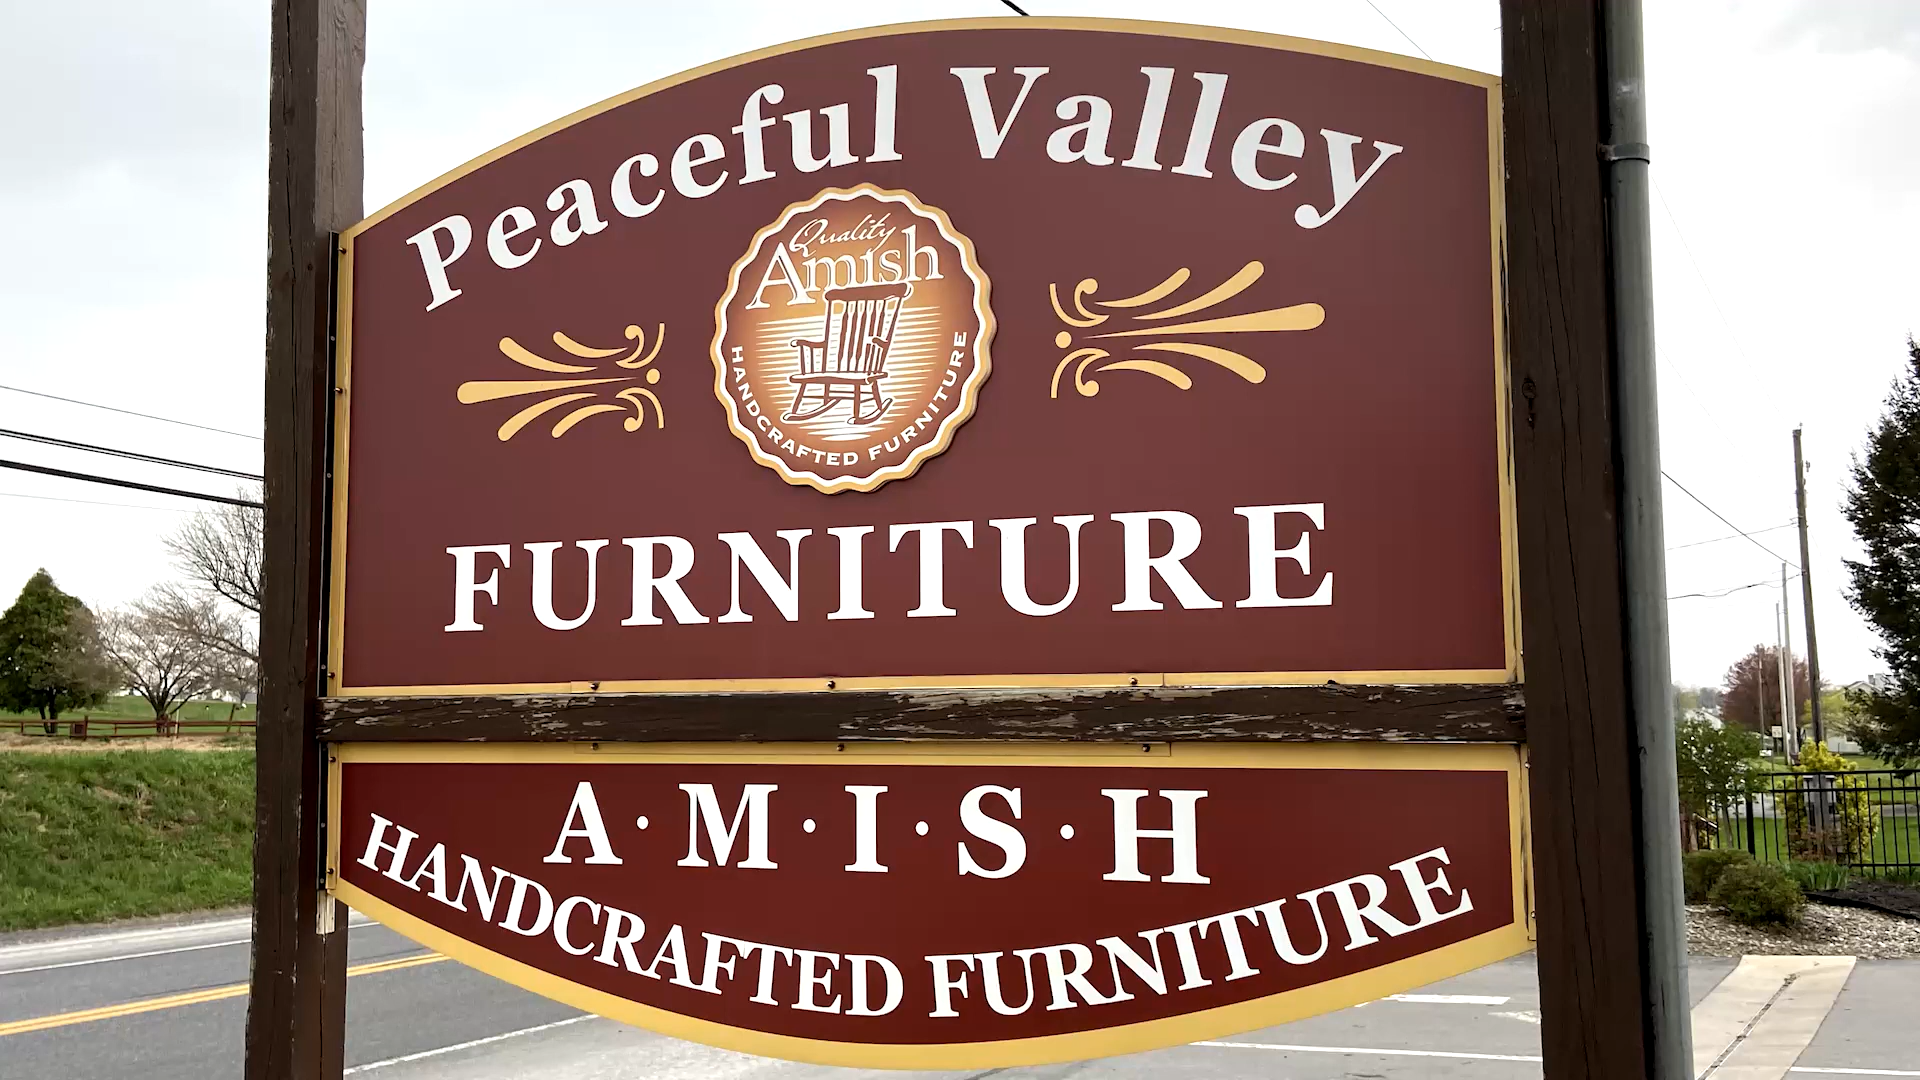 Peaceful Valley
Quality
Amish
HANDCRAFTED FURNITURE
FURNITURE
A·M·I·S·H
HANDCRAFTED FURNITURE